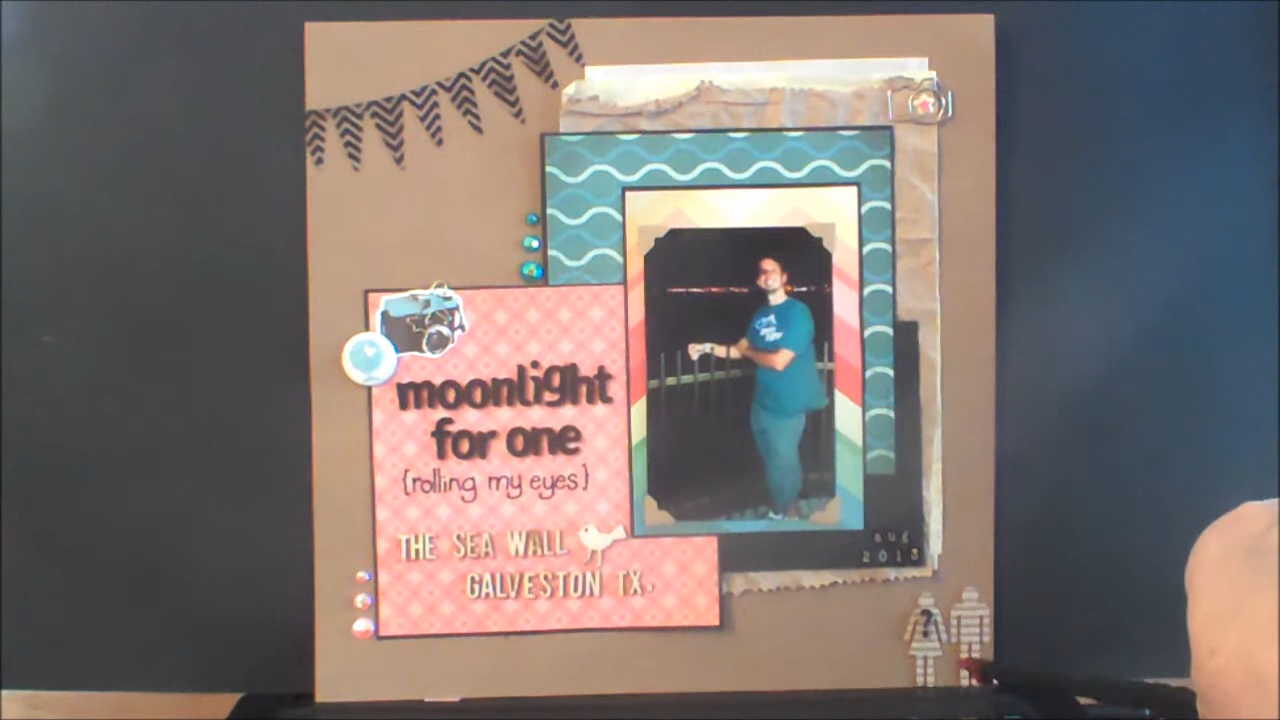 moonlight
for one
{rolling my eyes}
THE SEA WALL
GALVESTON TX.
aug
2013
?